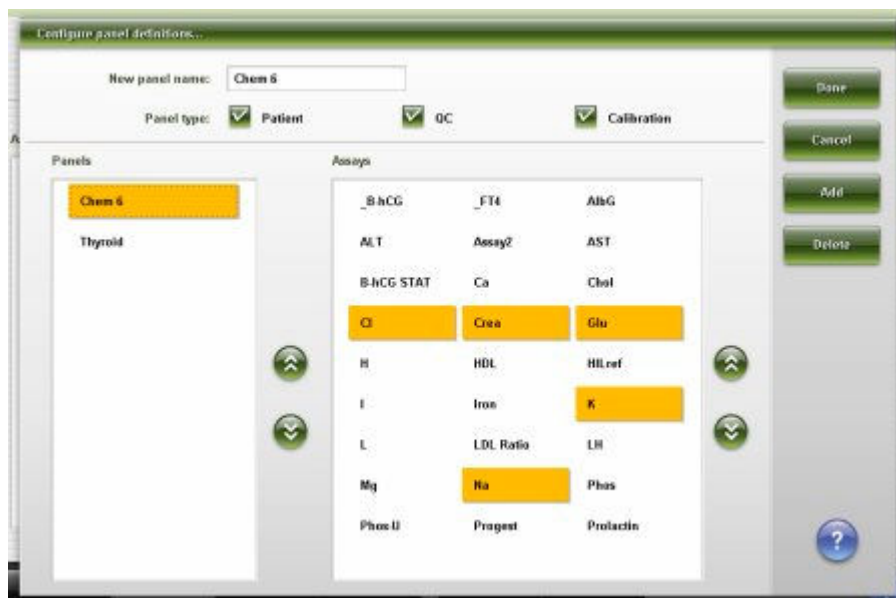 Configure panel definitions...
New panel name: Chem 6
Panel type: Patient QC Calibration
Panels
Assays
Chem 6
Thyroid
_B-hCG _FT4 AlbG
ALT Assay2 AST
B-hCG STAT Ca Chol
Cl Crea Glu
H HDL HILref
I Iron K
L LDL Ratio LH
Mg Na Phos
Phos-U Progest Prolactin
Done
Cancel
Add
Delete
?